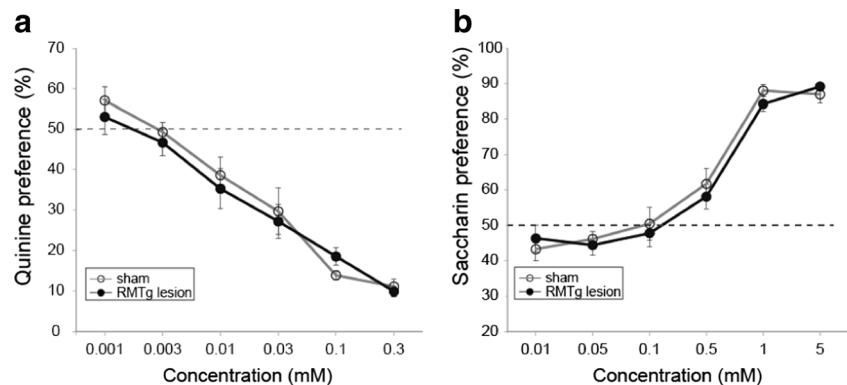 a
Quinine preference (%)
70
60
50
40
30
20
10
0
sham
RMTg lesion
0.001 0.003 0.01 0.03 0.1 0.3
Concentration (mM)
b
Saccharin preference (%)
100
90
80
70
60
50
40
30
20
sham
RMTg lesion
0.01 0.05 0.1 0.5 1 5
Concentration (mM)